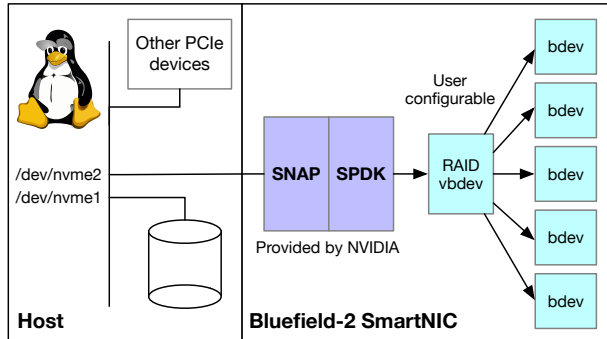 Other PCIe
devices
/dev/nvme2
/dev/nvme1
Host
SNAP
SPDK
Provided by NVIDIA
User
configurable
RAID
vbdev
bdev
bdev
bdev
bdev
bdev
Bluefield-2 SmartNIC